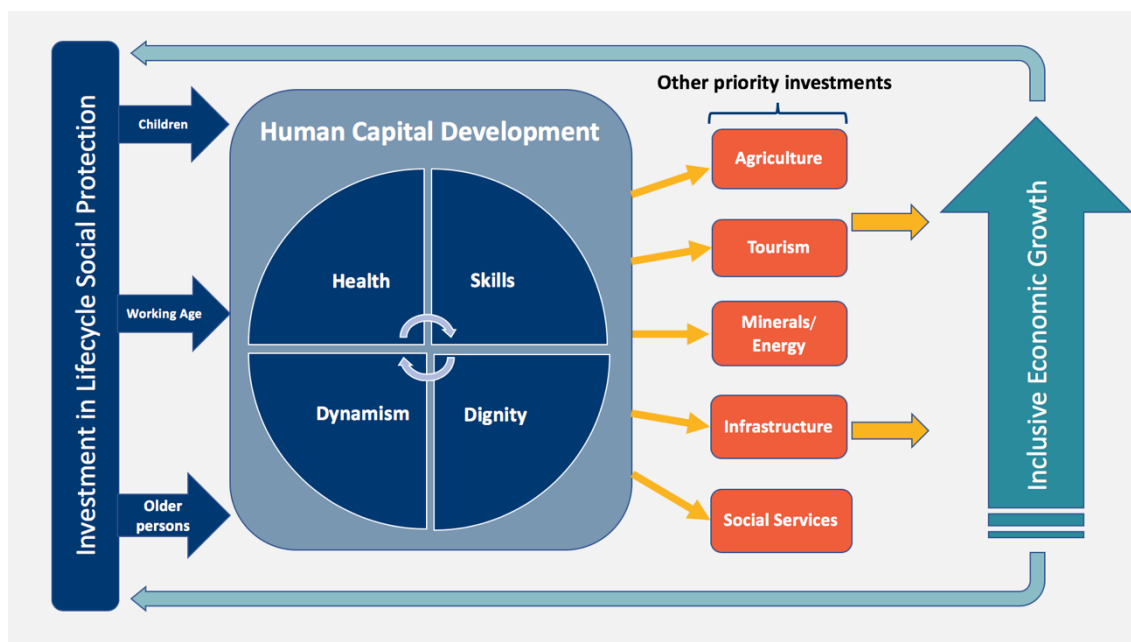 Investment in Lifecycle Social Protection
Children
Working Age
Older
persons
Human Capital Development
Health
Skills
Dynamism
Dignity
Other priority investments
Agriculture
Tourism
Minerals/
Energy
Infrastructure
Social Services
Inclusive Economic Growth